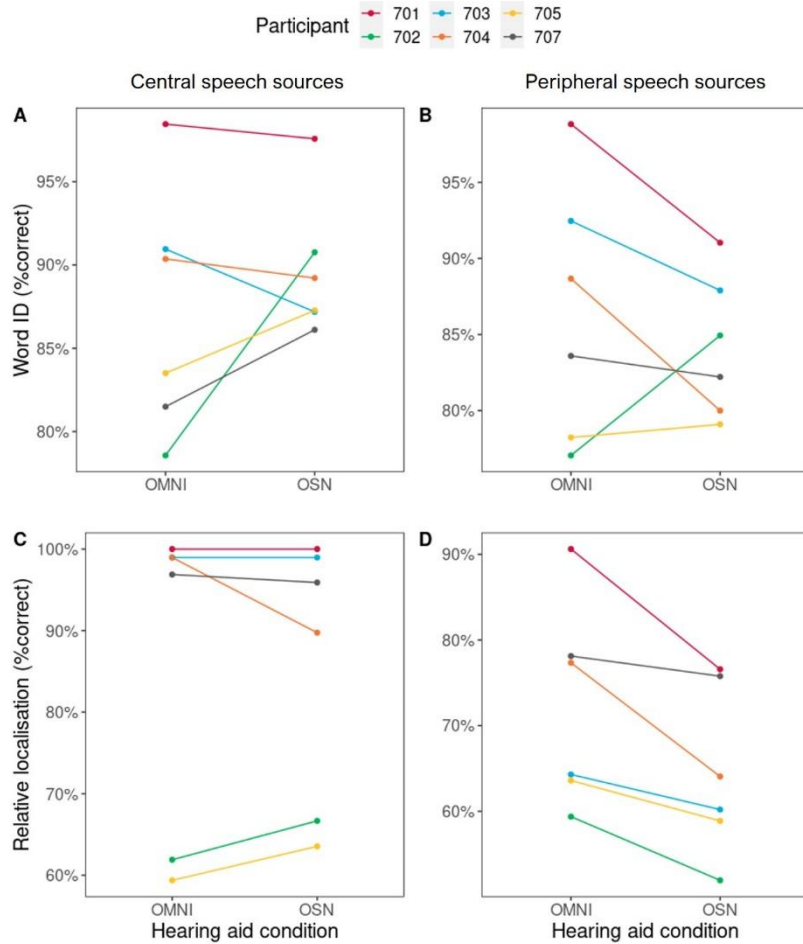 Participant 701 703 705
702 704 707
Central speech sources Peripheral speech sources
A B
Word ID (%correct)
95%
90%
85%
80%
95%
90%
85%
80%
OMNI OSN OMNI OSN
C D
Relative localisation (%correct)
100%
90%
80%
70%
60%
90%
80%
70%
60%
OMNI OSN OMNI OSN
Hearing aid condition Hearing aid condition